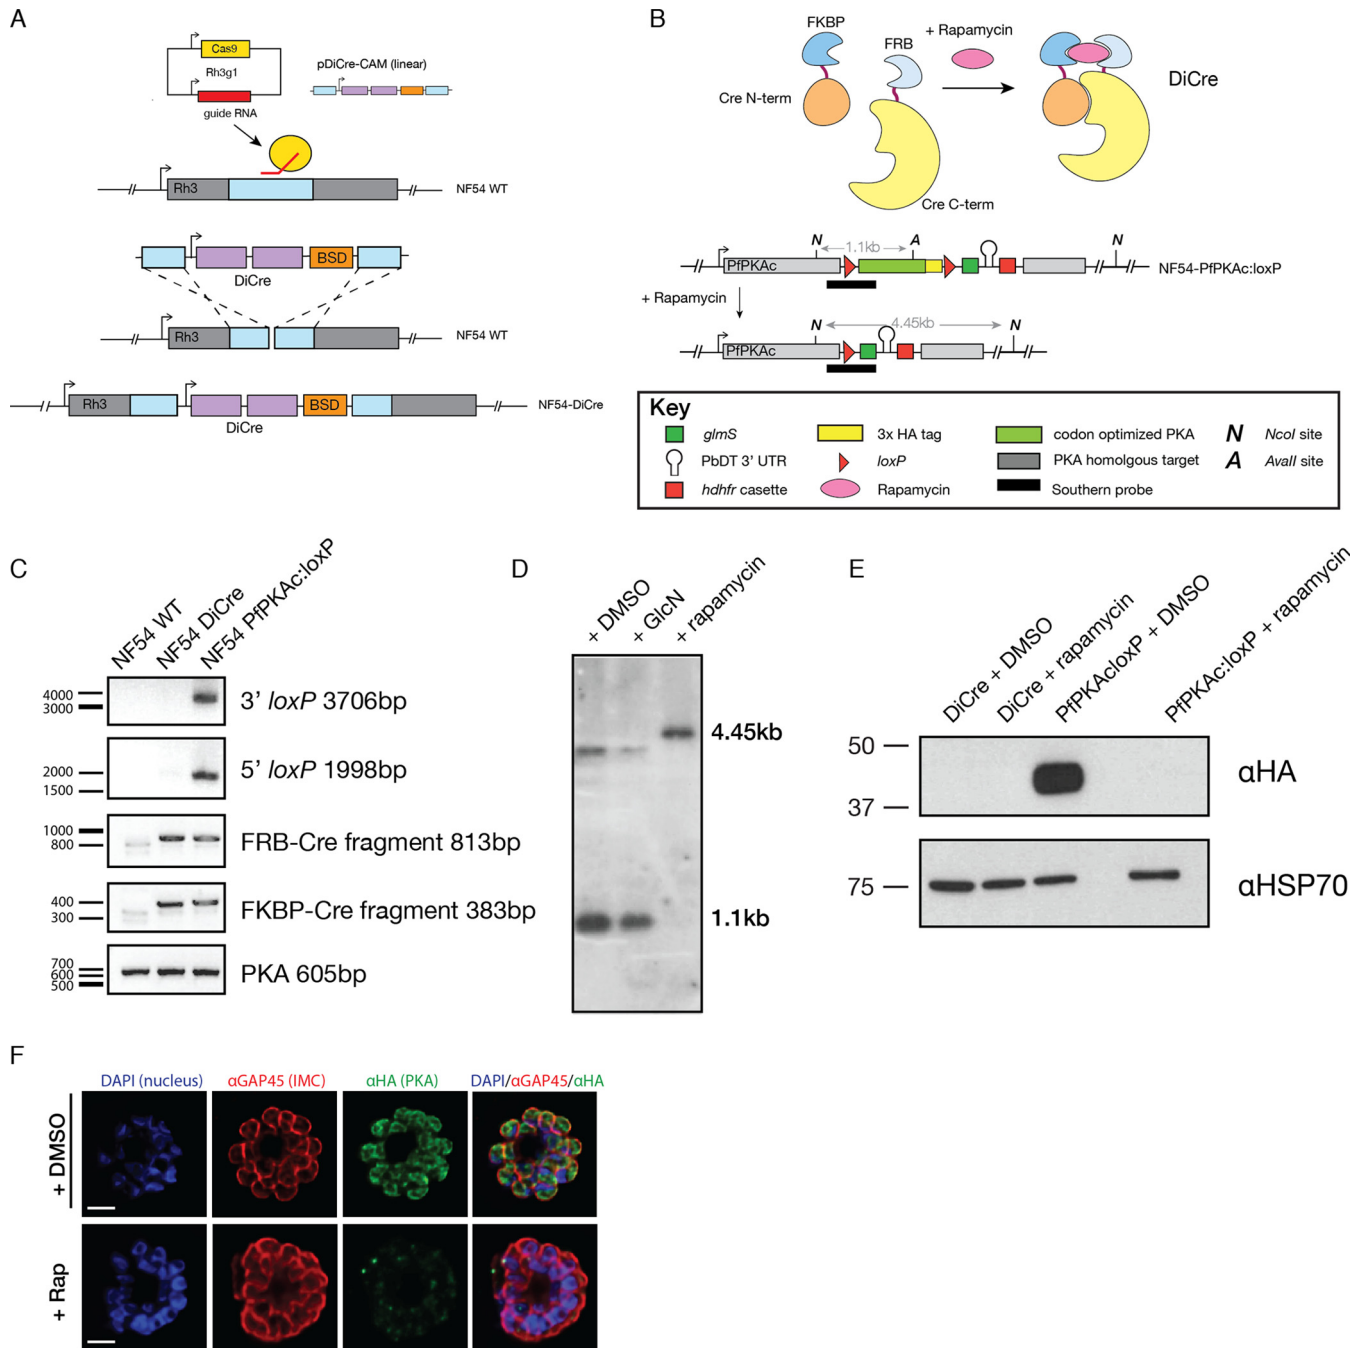 A
Cas9
Rh3g1
guide RNA
pDiCre-CAM (linear)
Rh3
NF54 WT
BSD
DiCre
Rh3
NF54 WT
Rh3
BSD
DiCre
NF54-DiCre
B
FKBP
FRB
+ Rapamycin
Cre N-term
Cre C-term
DiCre
N
1.1kb
A
N
PfPKAc
NF54-PfPKAc:loxP
+ Rapamycin
N
4.45kb
N
PfPKAc
Key
glmS
3x HA tag
codon optimized PKA
N NcoI site
PbDT 3' UTR
loxP
PKA homolgous target
A AvaII site
hdhfr casette
Rapamycin
Southern probe
C
NF54 WT
NF54 DiCre
NF54 PfPKAc:loxP
4000
3000
3' loxP 3706bp
2000
1500
5' loxP 1998bp
1000
800
FRB-Cre fragment 813bp
400
300
FKBP-Cre fragment 383bp
700
600
500
PKA 605bp
D
+ DMSO
+ GlcN
+ rapamycin
4.45kb
1.1kb
E
DiCre + DMSO
DiCre + rapamycin
PfPKAcloxP + DMSO
PfPKAc:loxP + rapamycin
50
37
αHA
75
αHSP70
F
DAPI (nucleus)
αGAP45 (IMC)
αHA (PKA)
DAPI/αGAP45/αHA
+ DMSO
+ Rap